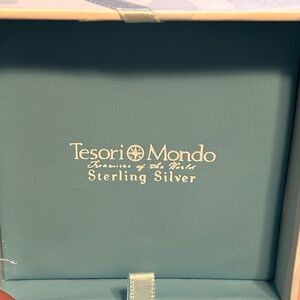 Tesori Mondo
Treasures of the World
Sterling Silver